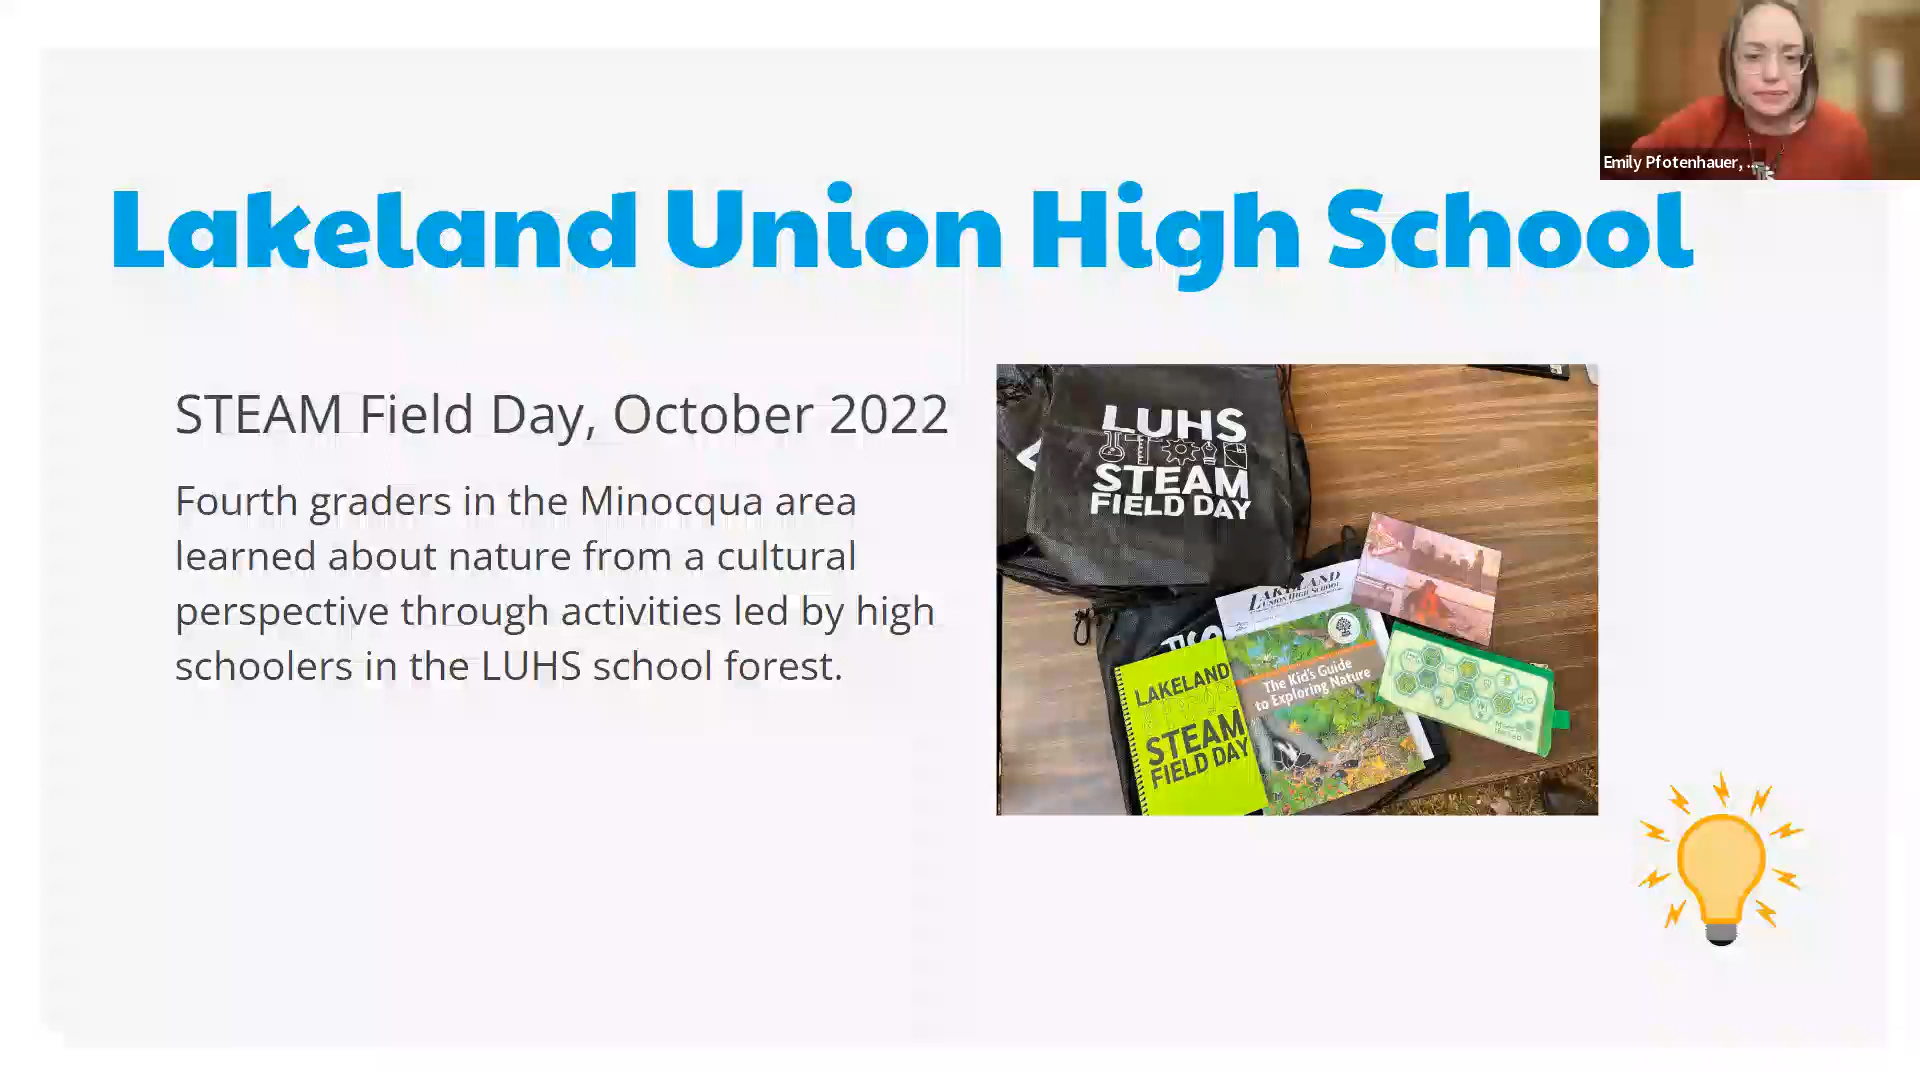 Emily Pfotenhauer, ...
Lakeland Union High School
STEAM Field Day, October 2022
Fourth graders in the Minocqua area
learned about nature from a cultural
perspective through activities led by high
schoolers in the LUHS school forest.
LUHS
STEAM
FIELD DAY
LAKELAND
UNION HIGH SCHOOL
LAKELAND
STEAM
FIELD DAY
The Kid's Guide
to Exploring Nature